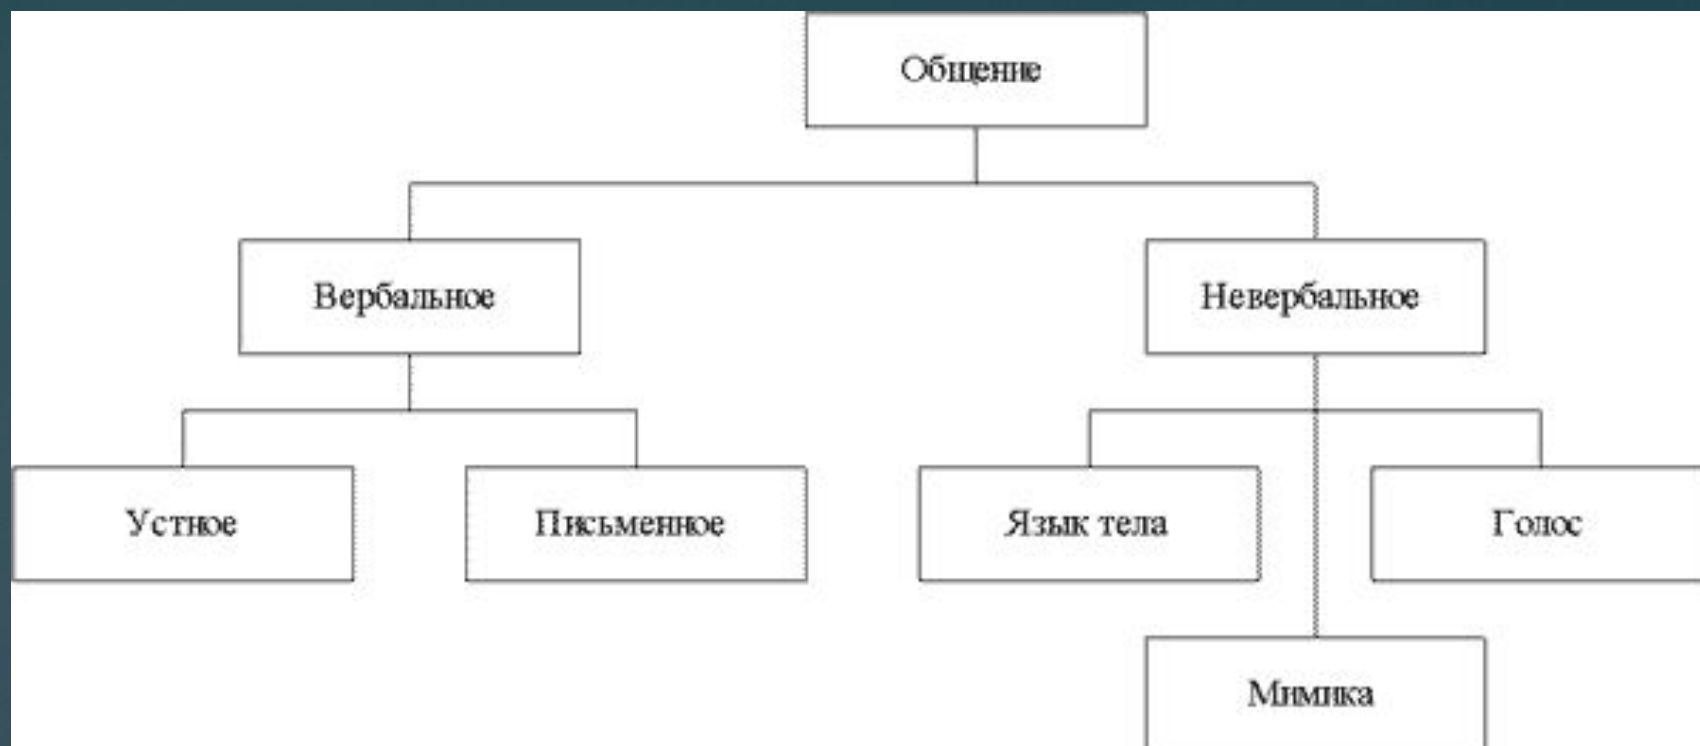 Общение
Вербальное
Невербальное
Устное
Письменное
Язык тела
Голос
Мимика